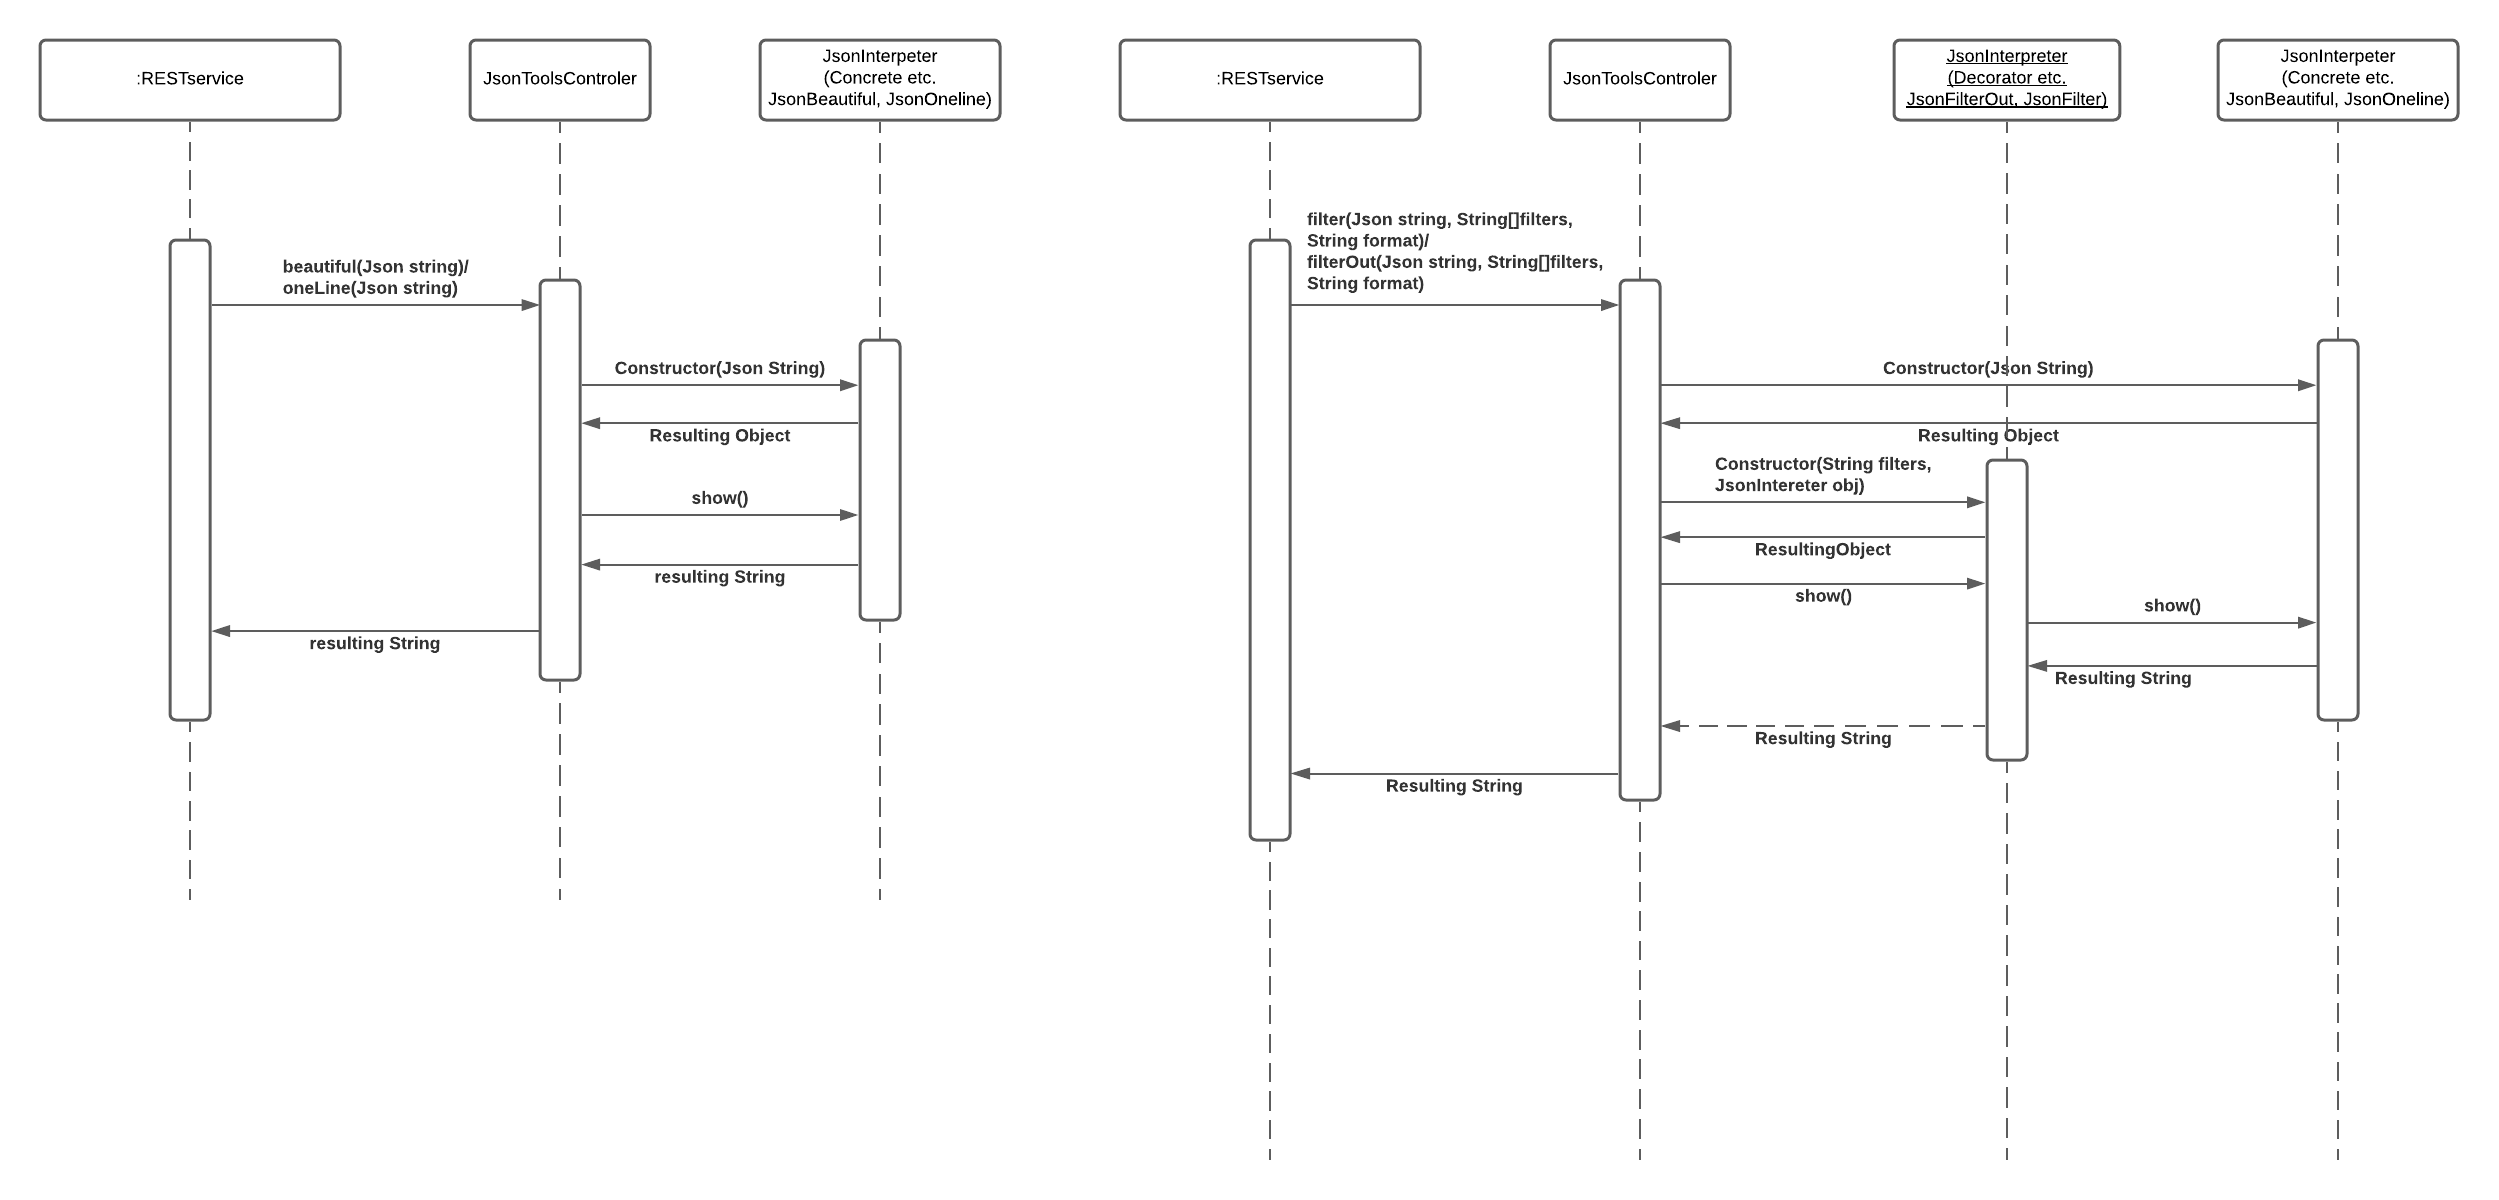 :RESTservice
JsonToolsControler
JsonInterpeter
(Concrete etc.
JsonBeautiful, JsonOneline)
beautiful(Json string)/
oneLine(Json string)
Constructor(Json String)
Resulting Object
show()
resulting String
resulting String
:RESTservice
JsonToolsControler
JsonInterpreter
(Decorator etc.
JsonFilterOut, JsonFilter)
JsonInterpeter
(Concrete etc.
JsonBeautiful, JsonOneline)
filter(Json string, String[]filters,
String format)/
filterOut(Json string, String[]filters,
String format)
Constructor(Json String)
Resulting Object
Constructor(String filters,
JsonIntereter obj)
ResultingObject
show()
show()
Resulting String
Resulting String
Resulting String